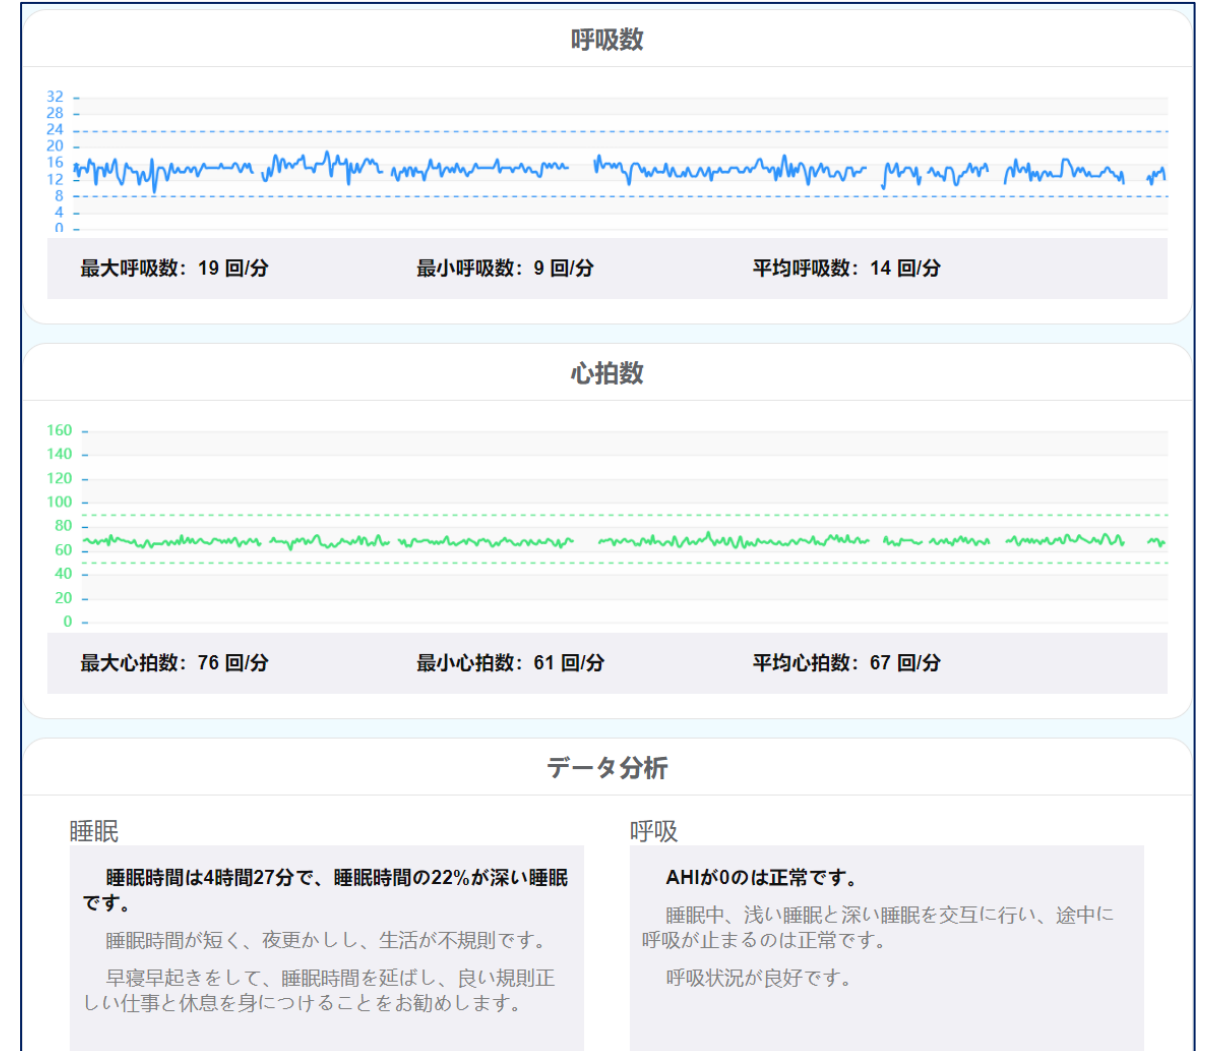 呼吸数
32
28
24
20
16
12
8
4
0
最大呼吸数: 19 回/分 最小呼吸数: 9 回/分 平均呼吸数: 14 回/分
心拍数
160
140
120
100
80
60
40
20
0
最大心拍数: 76 回/分 最小心拍数: 61 回/分 平均心拍数: 67 回/分
データ分析
睡眠
睡眠時間は4時間27分で、睡眠時間の22%が深い睡眠
です。
睡眠時間が短く、夜更かしし、生活が不規則です。
早寝早起きをして、睡眠時間を延ばし、良い規則正
しい仕事と休息を身につけることをお勧めします。
呼吸
AHIが0のは正常です。
睡眠中、浅い睡眠と深い睡眠を交互に行い、途中に
呼吸が止まるのは正常です。
呼吸状況が良好です。